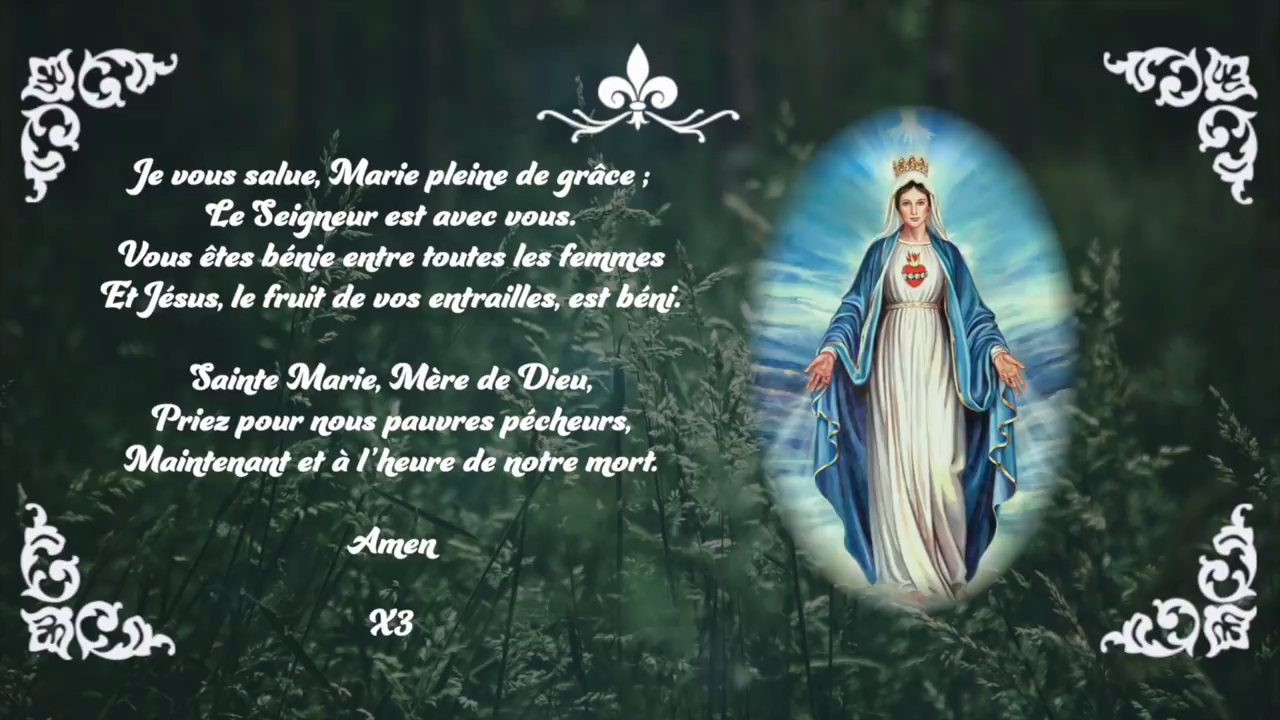 Je vous salue, Marie pleine de grâce ;
Le Seigneur est avec vous.
Vous êtes bénie entre toutes les femmes
Et Jésus, le fruit de vos entrailles, est béni.
Sainte Marie, Mère de Dieu,
Priez pour nous pauvres pécheurs,
Maintenant et à l'heure de notre mort.
Amen
X3